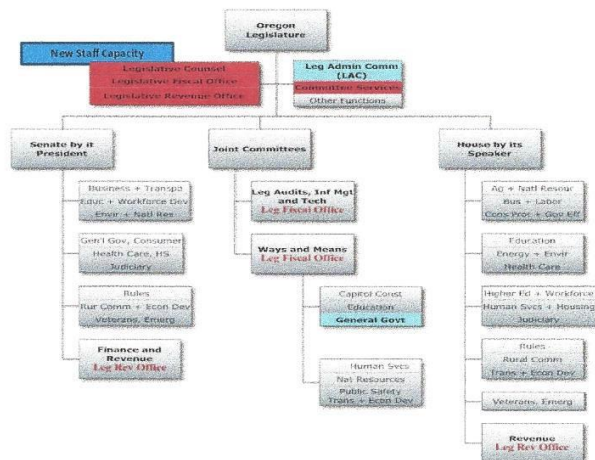 Oregon
Legislature
New Staff Capacity
Legislative Counsel
Legislative Fiscal Office
Legislative Revenue Office
Leg Admin Comm
(LAC)
Committee Services
Other Functions
Senate by it
President
Joint Committees
House by its
Speaker
Business + Transpo
Educ + Workforce Dev
Envir + Natl Res
Gen'l Gov, Consumer
Health Care, HS
Judiciary
Rules
Rur Comm + Econ Dev
Veterans, Emerg
Finance and
Revenue
Leg Rev Office
Leg Audits, Inf Mgt
and Tech
Leg Fiscal Office
Ways and Means
Leg Fiscal Office
Capitol Const
Education
General Govt
Human Svcs
Nat Resources
Public Safety
Trans + Econ Dev
Ag + Natl Resourc
Bus + Labor
Cons Prot + Gov Eff
Education
Energy + Envir
Health Care
Higher Ed + Workforce
Human Svcs + Housing
Judiciary
Rules
Rural Comm
Trans + Econ Dev
Veterans, Emerg
Revenue
Leg Rev Office